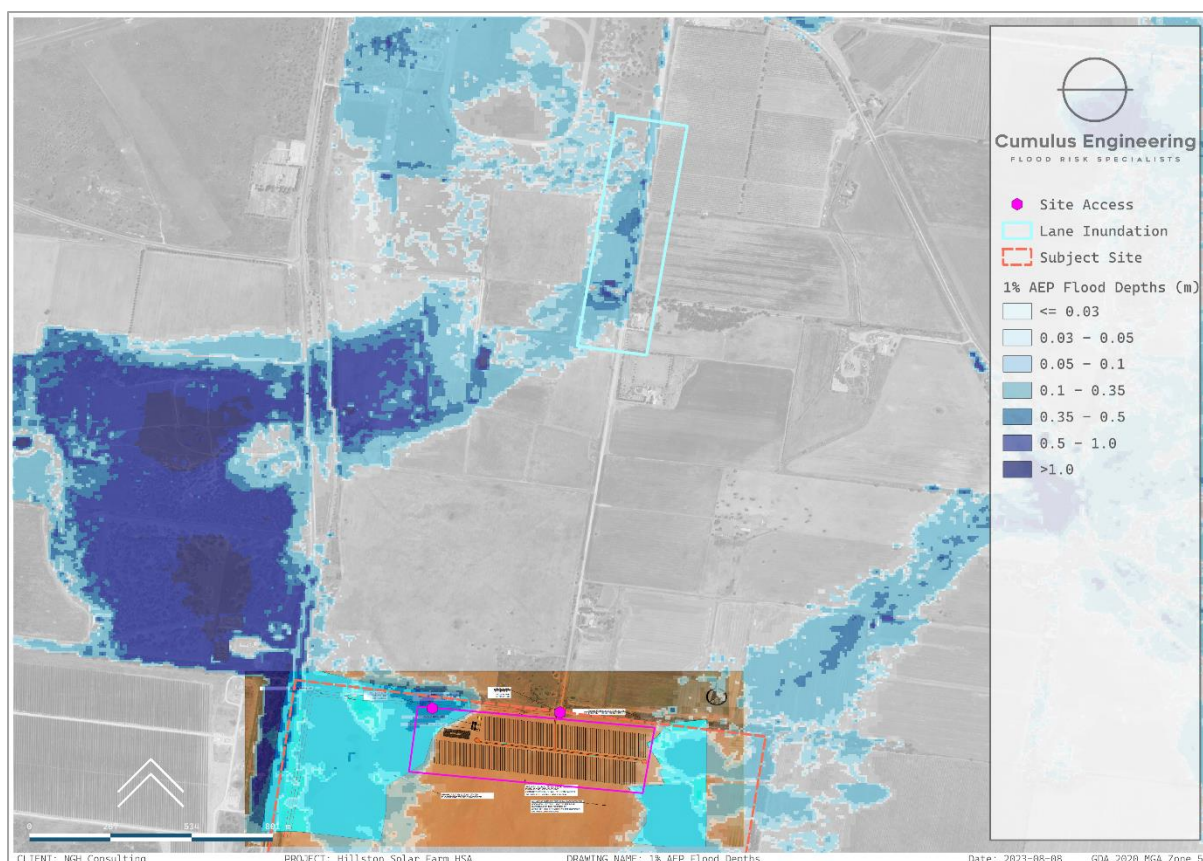 Cumulus Engineering
FLOOD RISK SPECIALISTS
Site Access
Lane Inundation
Subject Site
1% AEP Flood Depths (m)
<= 0.03
0.03 - 0.05
0.05 - 0.1
0.1 - 0.35
0.35 - 0.5
0.5 - 1.0
>1.0
0
801 m
CLIENT: NGH Consulting
PROJECT: Hillston Solar Farm HSA
DRAWING NAME: 1% AEP Flood Depths
Date: 2023-08-08
GDA 2020 MGA Zone